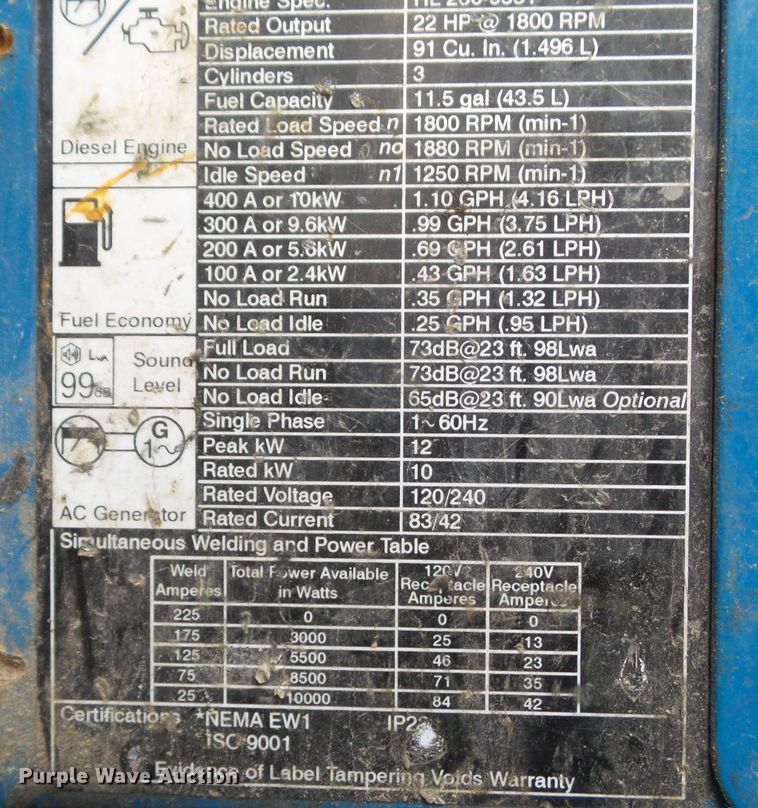 Engine Spec.
Rated Output 22 HP @ 1800 RPM
Displacement 91 Cu. In. (1.496 L)
Cylinders 3
Fuel Capacity 11.5 gal (43.5 L)
Diesel Engine Rated Load Speed n 1800 RPM (min-1)
No Load Speed no 1880 RPM (min-1)
Idle Speed n1 1250 RPM (min-1)
400 A or 10kW 1.10 GPH (4.16 LPH)
300 A or 9.6kW .99 GPH (3.75 LPH)
200 A or 5.6kW .69 GPH (2.61 LPH)
100 A or 2.4kW .43 GPH (1.63 LPH)
No Load Run .35 GPH (1.32 LPH)
Fuel Economy No Load Idle .25 GPH (.95 LPH)
LWA 99dB Sound Level
Full Load 73dB@23 ft. 98Lwa
No Load Run 73dB@23 ft. 98Lwa
No Load Idle 65dB@23 ft. 90Lwa Optional
G 1~
AC Generator
Single Phase 1~60Hz
Peak kW 12
Rated kW 10
Rated Voltage 120/240
Rated Current 83/42
Simultaneous Welding and Power Table
Weld Amperes Total Power Available in Watts 120V Receptacle Amperes 240V Receptacle Amperes
225 0 0 0
175 3000 25 13
125 5500 46 23
75 8500 71 35
25 10000 84 42
Certifications *NEMA EW1
ISO 9001
Evidence of Label Tampering Voids Warranty
Purple Wave Auction